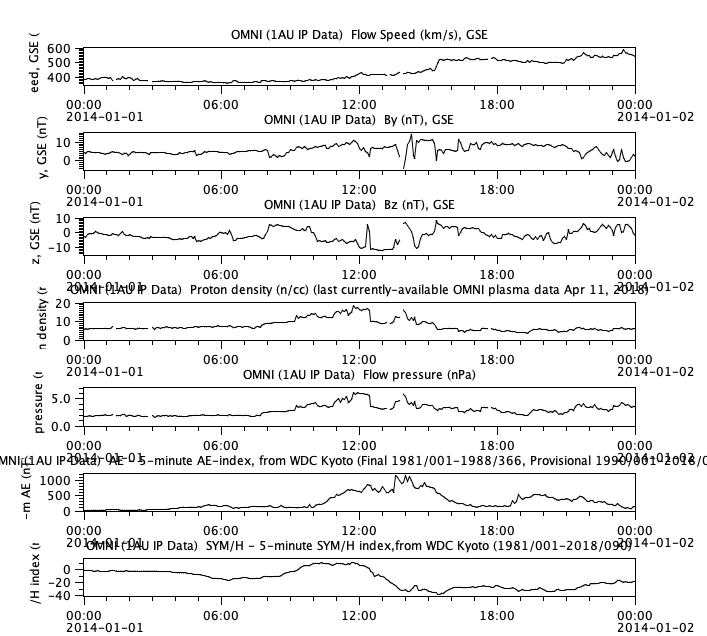 OMNI (1AU IP Data)  Flow Speed (km/s), GSE
eed, GSE (
600
500
400
00:00 06:00 12:00 18:00 00:00
2014-01-01 2014-01-02
OMNI (1AU IP Data)  By (nT), GSE
y, GSE (nT)
10
0
00:00 06:00 12:00 18:00 00:00
2014-01-01 2014-01-02
OMNI (1AU IP Data)  Bz (nT), GSE
z, GSE (nT)
10
0
-10
00:00 06:00 12:00 18:00 00:00
2014-01-01 2014-01-02
OMNI (1AU IP Data)  Proton density (n/cc) (last currently-available OMNI plasma data Apr 11, 2018)
n density (
20
10
0
00:00 06:00 12:00 18:00 00:00
2014-01-01 2014-01-02
OMNI (1AU IP Data)  Flow pressure (nPa)
pressure (
5.0
0.0
00:00 06:00 12:00 18:00 00:00
2014-01-01 2014-01-02
MNI (1AU IP Data)  AE - 5-minute AE-index, from WDC Kyoto (Final 1981/001-1988/366, Provisional 1990/001-2018/0
-m AE (nT)
1000
500
0
00:00 06:00 12:00 18:00 00:00
2014-01-01 2014-01-02
OMNI (1AU IP Data)  SYM/H - 5-minute SYM/H index,from WDC Kyoto (1981/001-2018/090)
/H index (
0
-20
-40
00:00 06:00 12:00 18:00 00:00
2014-01-01 2014-01-02